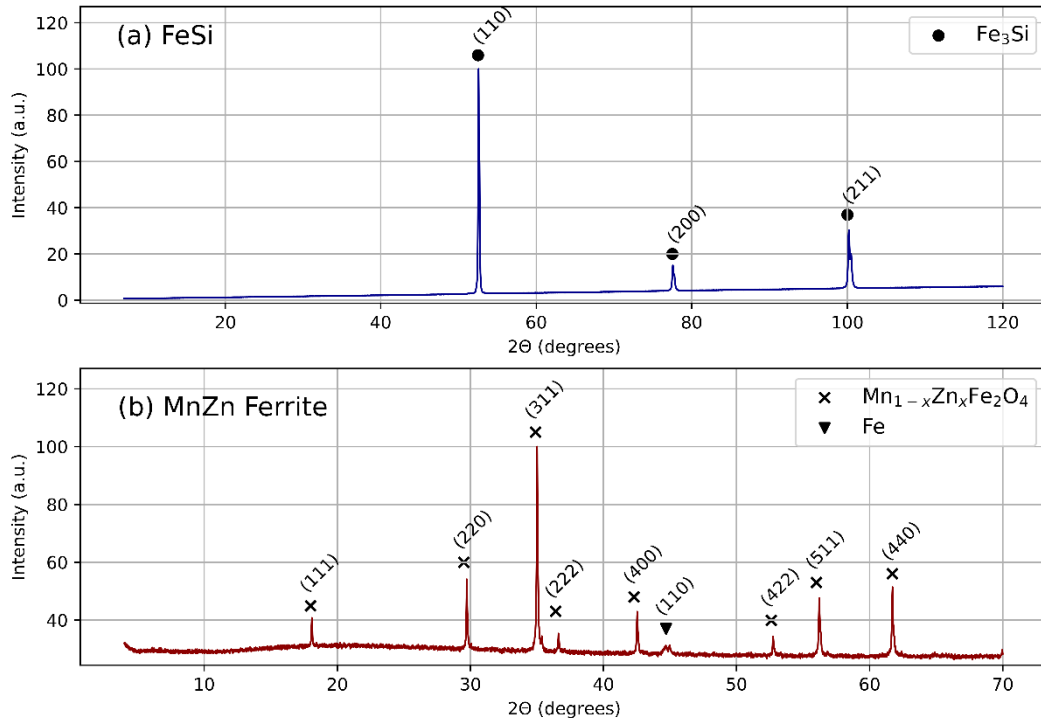 (a) FeSi
(110)
(200)
(211)
Fe₃Si
Intensity (a.u.)
120
100
80
60
40
20
0
20 40 60 80 100 120
2Θ (degrees)
(b) MnZn Ferrite
(111)
(220)
(311)
(222)
(400)
(110)
(422)
(511)
(440)
Mn₁₋ₓZnₓFe₂O₄
Fe
Intensity (a.u.)
120
100
80
60
40
10 20 30 40 50 60 70
2Θ (degrees)